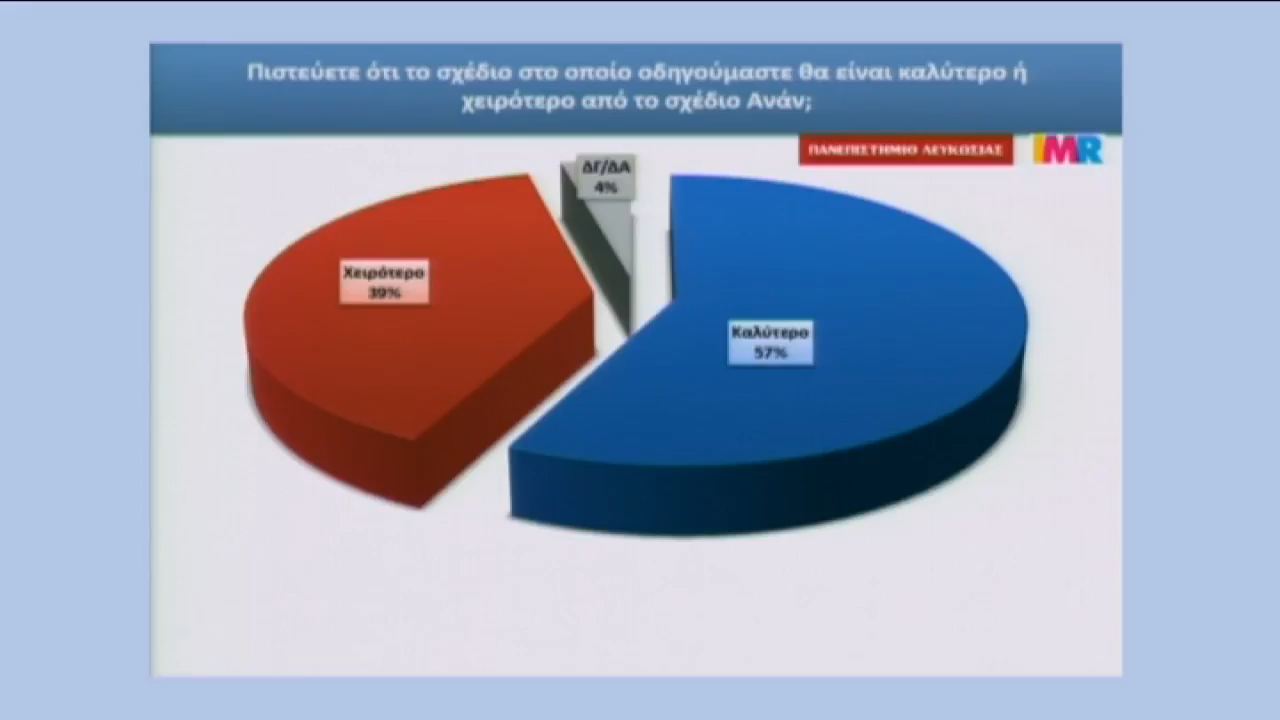 Πιστεύετε ότι το σχέδιο στο οποίο οδηγούμαστε θα είναι καλύτερο ή
χειρότερο από το σχέδιο Ανάν;
ΠΑΝΕΠΙΣΤΗΜΙΟ ΛΕΥΚΩΣΙΑΣ
IMR
ΔΓ/ΔΑ
4%
Χειρότερο
39%
Καλύτερο
57%